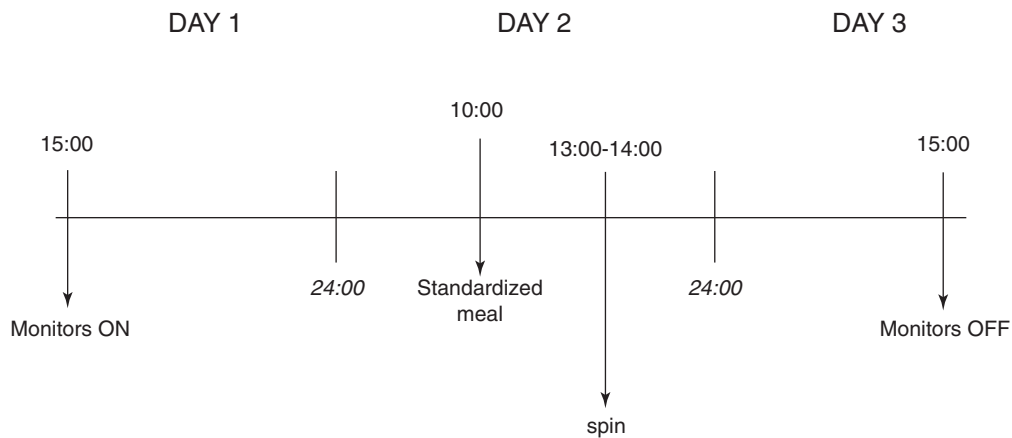 DAY 1
DAY 2
DAY 3
10:00
15:00
13:00-14:00
15:00
24:00
Standardized
meal
24:00
Monitors ON
Monitors OFF
spin